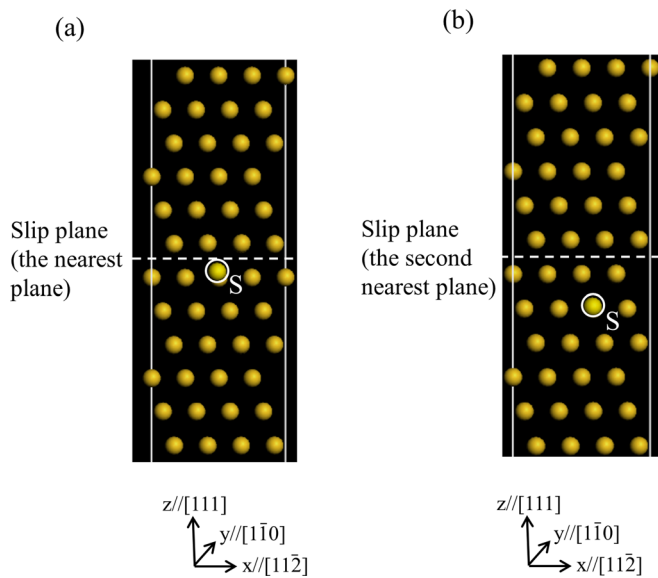 (a)
Slip plane
(the nearest
plane)
S
z//[111]
y//[11̅0]
x//[112̅]
(b)
Slip plane
(the second
nearest plane)
S
z//[111]
y//[11̅0]
x//[112̅]